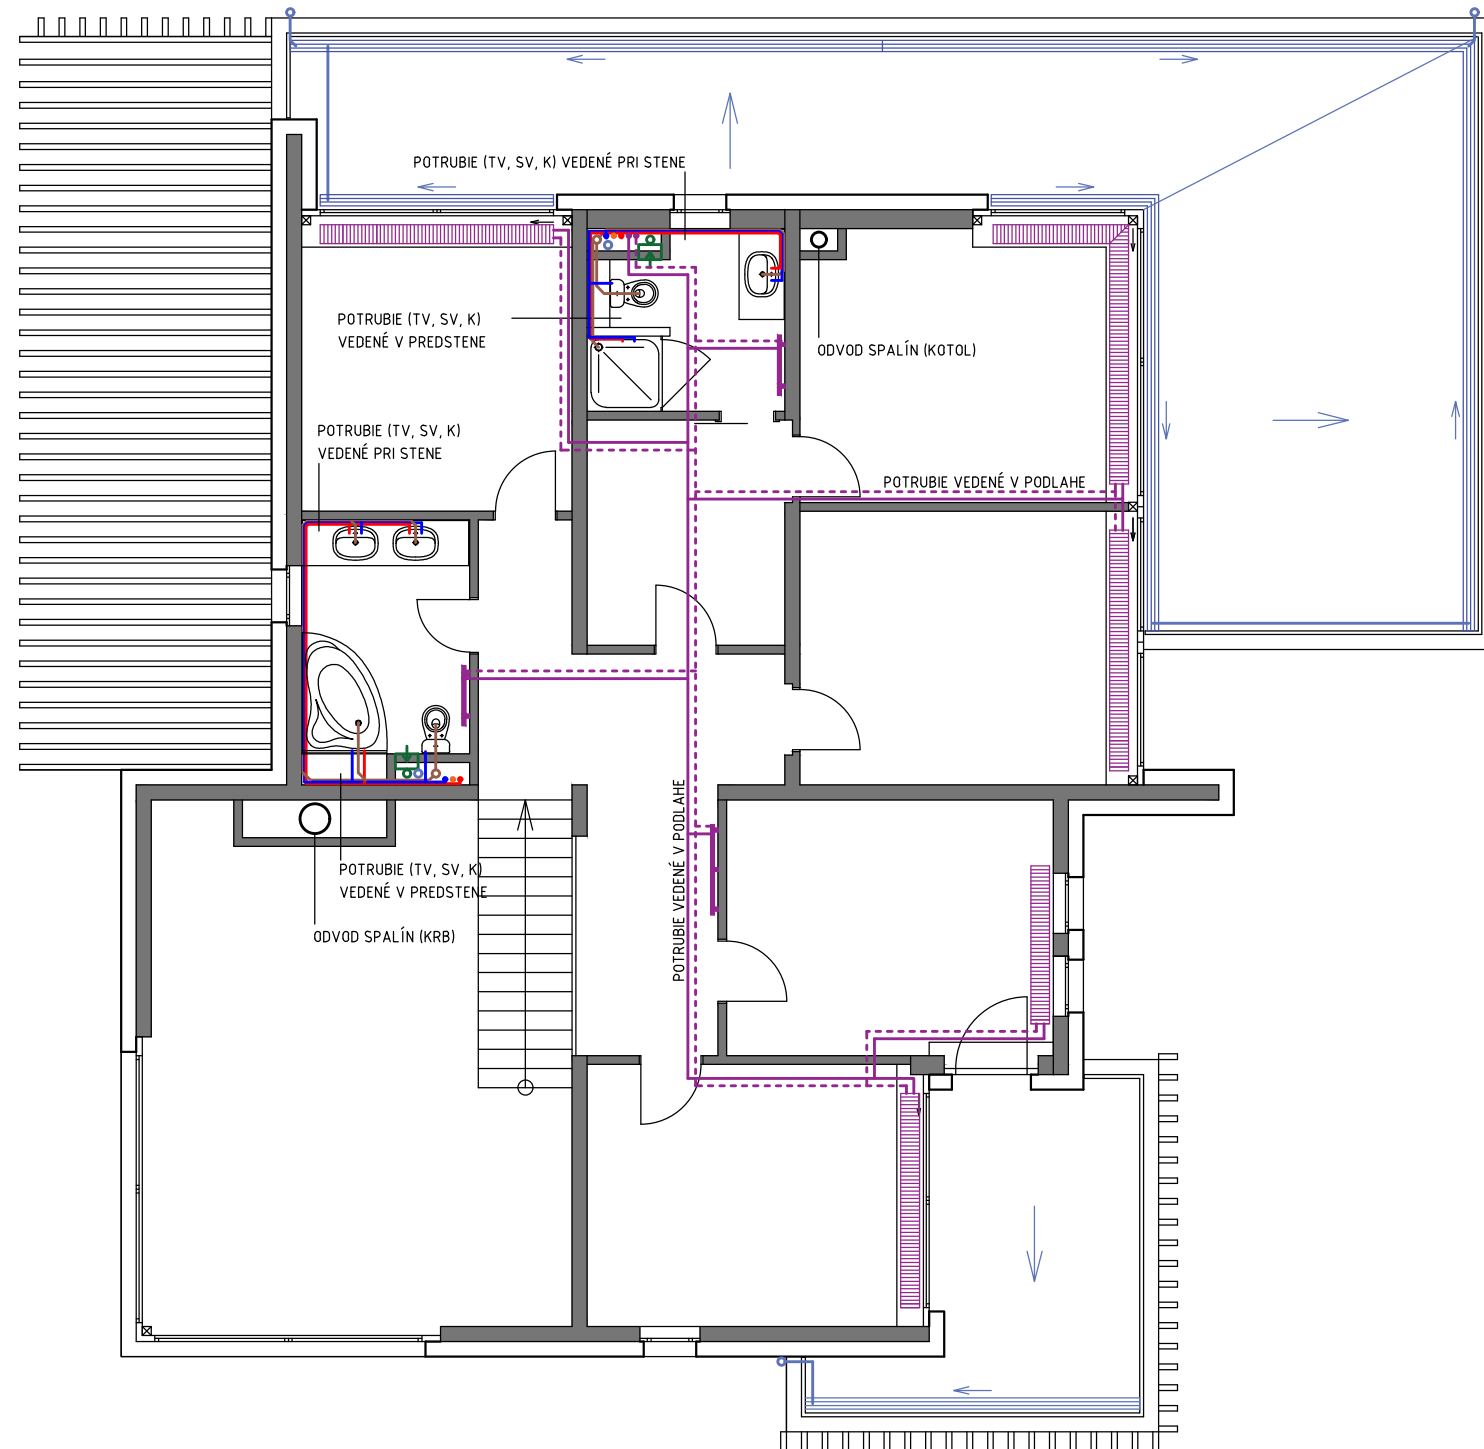 POTRUBIE (TV, SV, K) VEDENÉ PRI STENE
POTRUBIE (TV, SV, K)
VEDENÉ V PREDSTENE
ODVOD SPALÍN (KOTOL)
POTRUBIE (TV, SV, K)
VEDENÉ PRI STENE
POTRUBIE VEDENÉ V PODLAHE
POTRUBIE VEDENÉ V PODLAHE
POTRUBIE (TV, SV, K)
VEDENÉ V PREDSTENE
ODVOD SPALÍN (KRB)